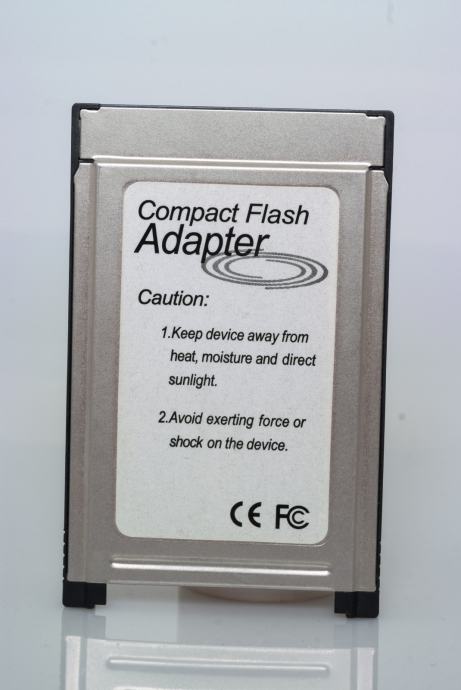 Compact Flash
Adapter
Caution:
1.Keep device away from
heat, moisture and direct
sunlight.
2.Avoid exerting force or
shock on the device.
CE FC